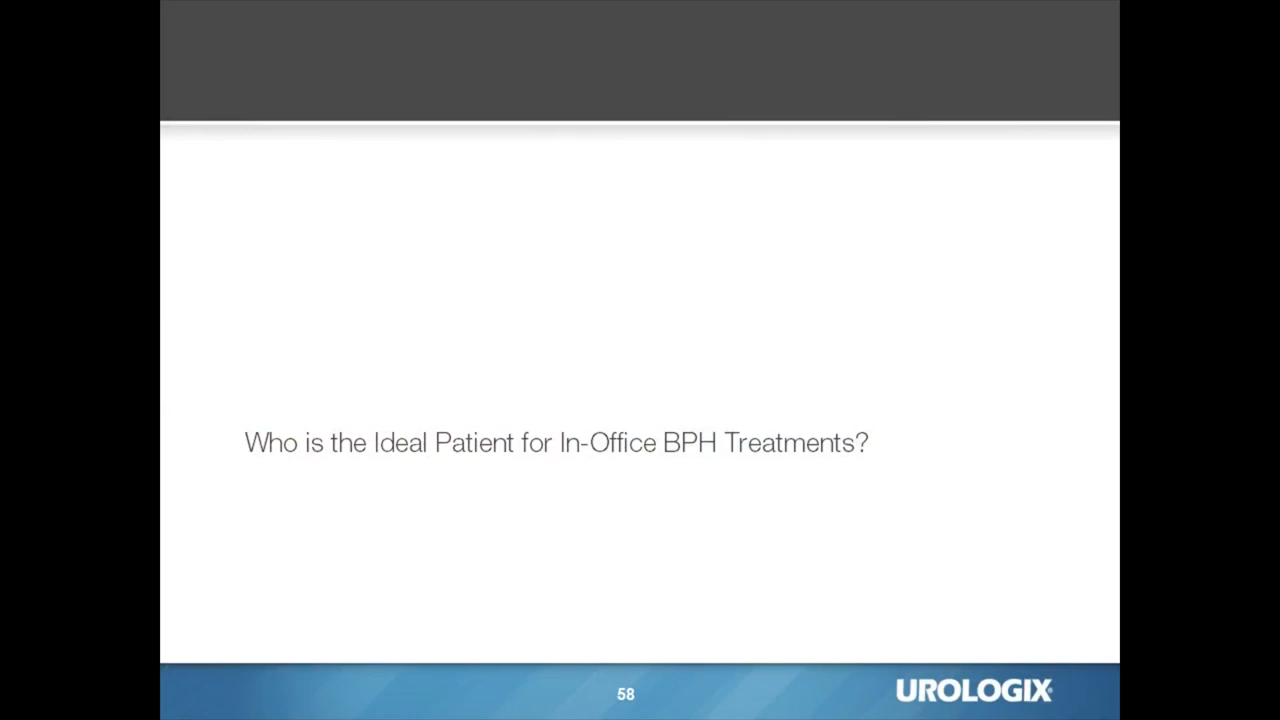 Who is the Ideal Patient for In-Office BPH Treatments?
58
UROLOGIX®